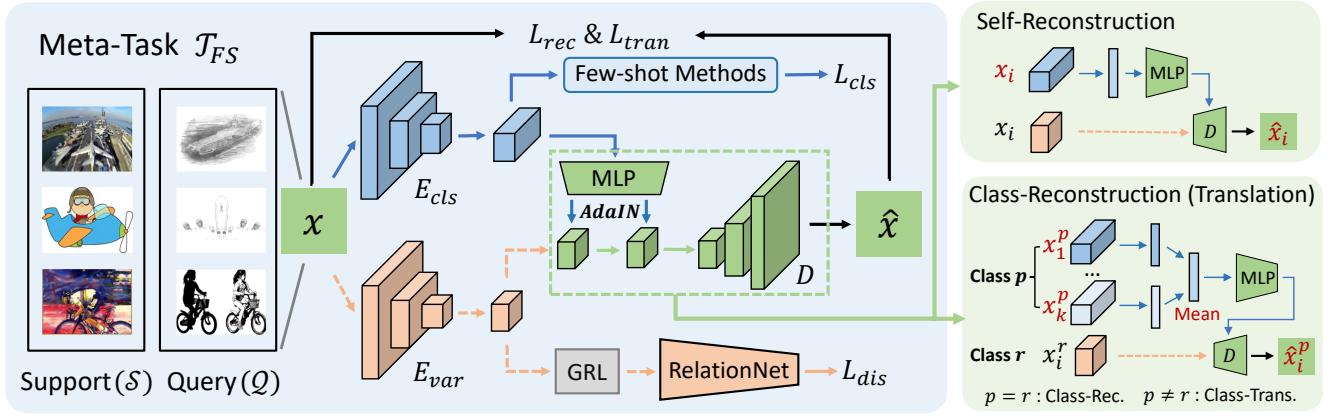 Meta-Task 𝒯_FS
L_rec & L_tran
Few-shot Methods
L_cls
x
E_cls
MLP
AdaIN
D
x̂
E_var
GRL
RelationNet
L_dis
Support(𝒮)
Query(𝒬)
Self-Reconstruction
x_i
MLP
x_i
D
x̂_i
Class-Reconstruction (Translation)
x_1^p
Class p
...
MLP
x_k^p
Mean
Class r
x_i^r
D
x̂_i^p
p = r : Class-Rec.
p ≠ r : Class-Trans.